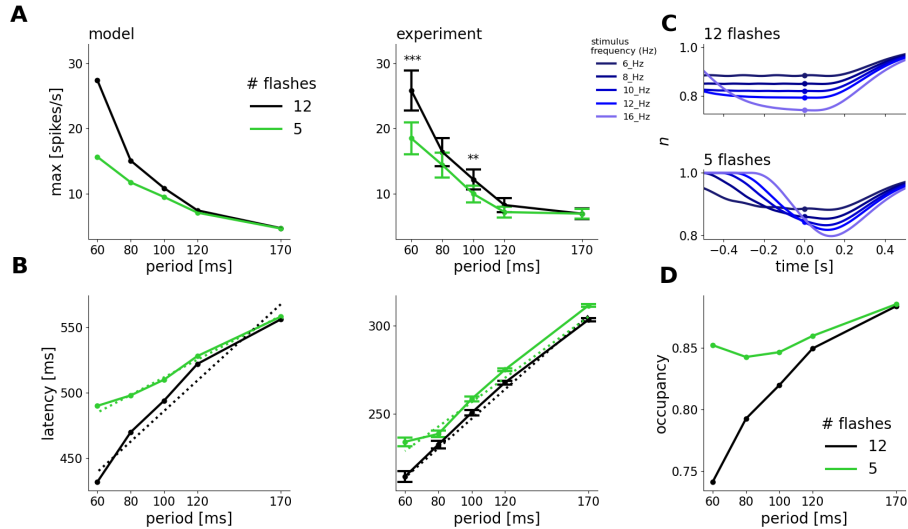 A
model
experiment
max [spikes/s]
30
20
10
60
80
100
120
170
period [ms]
# flashes
12
5
30
20
10
***
**
60
80
100
120
170
period [ms]
stimulus
frequency (Hz)
6_Hz
8_Hz
10_Hz
12_Hz
16_Hz
C
12 flashes
1.0
0.8
n
5 flashes
1.0
0.8
−0.4
−0.2
0.0
0.2
0.4
time [s]
B
latency [ms]
550
500
450
60
80
100
120
170
period [ms]
300
250
60
80
100
120
170
period [ms]
D
occupancy
0.85
0.80
0.75
# flashes
12
5
60
80
100
120
170
period [ms]